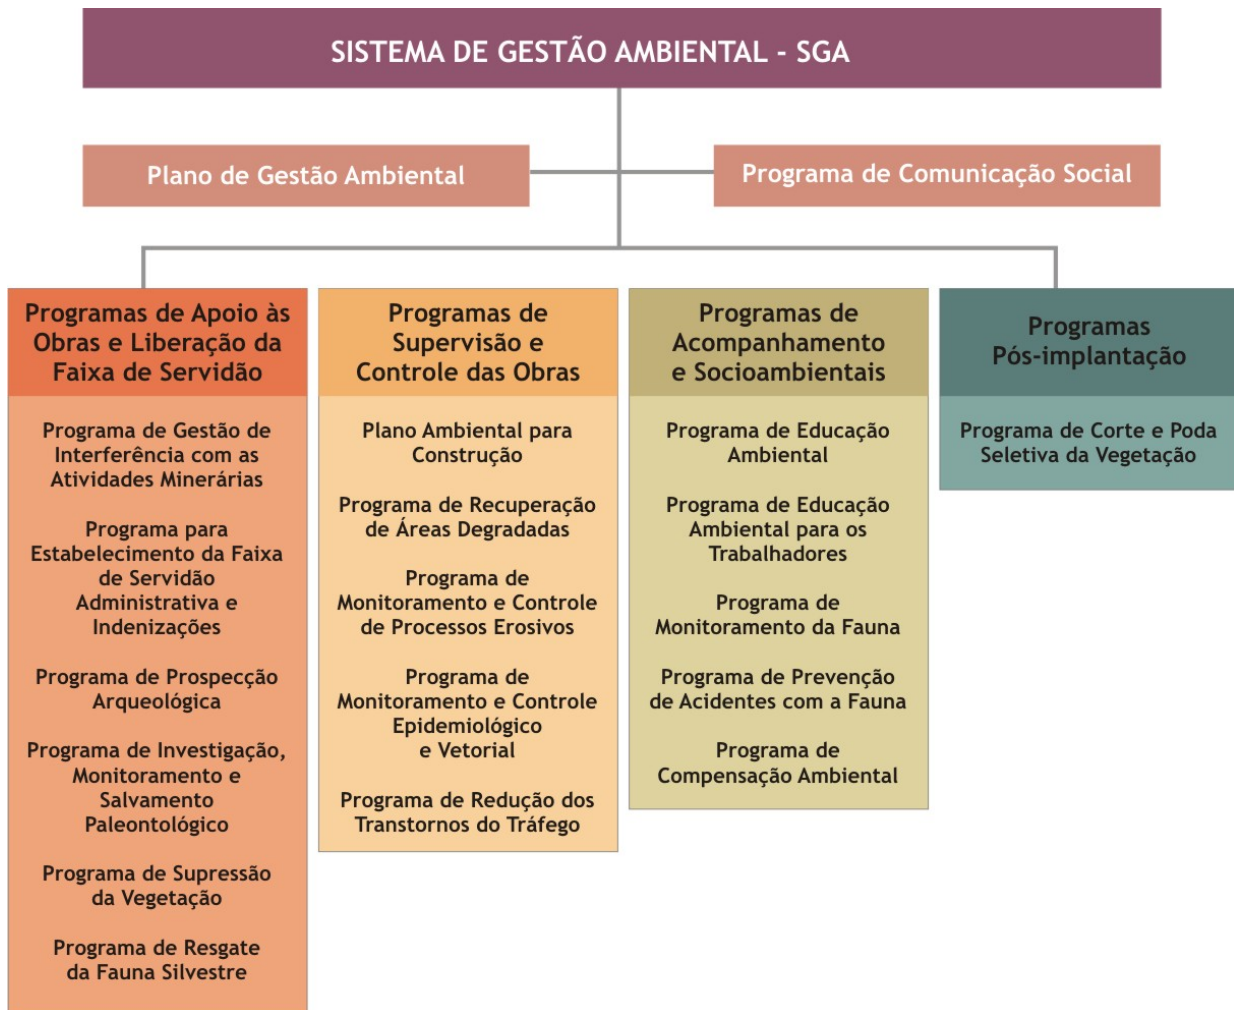 SISTEMA DE GESTÃO AMBIENTAL - SGA
Plano de Gestão Ambiental
Programa de Comunicação Social
Programas de Apoio às
Obras e Liberação da
Faixa de Servidão
Programa de Gestão de
Interferência com as
Atividades Minerárias
Programa para
Estabelecimento da Faixa
de Servidão
Administrativa e
Indenizações
Programa de Prospecção
Arqueológica
Programa de Investigação,
Monitoramento e
Salvamento
Paleontológico
Programa de Supressão
da Vegetação
Programa de Resgate
da Fauna Silvestre
Programas de
Supervisão e
Controle das Obras
Plano Ambiental para
Construção
Programa de Recuperação
de Áreas Degradadas
Programa de
Monitoramento e Controle
de Processos Erosivos
Programa de
Monitoramento e Controle
Epidemiológico
e Vetorial
Programa de Redução dos
Transtornos do Tráfego
Programas de
Acompanhamento
e Socioambientais
Programa de Educação
Ambiental
Programa de Educação
Ambiental para os
Trabalhadores
Programa de
Monitoramento da Fauna
Programa de Prevenção
de Acidentes com a Fauna
Programa de
Compensação Ambiental
Programas
Pós-implantação
Programa de Corte e Poda
Seletiva da Vegetação